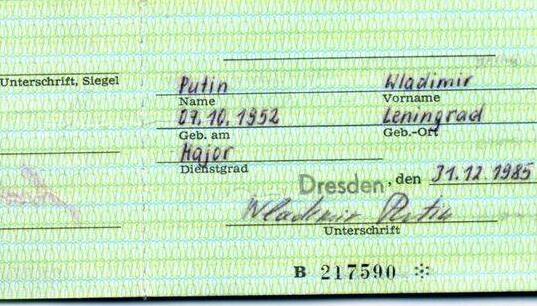 Unterschrift, Siegel
Putin Wladimir
Name Vorname
07.10.1952 Leningrad
Geb. am Geb.-Ort
Major
Dienstgrad
Dresden, den 31.12.1985
Wladimir Putin
Unterschrift
B 217590